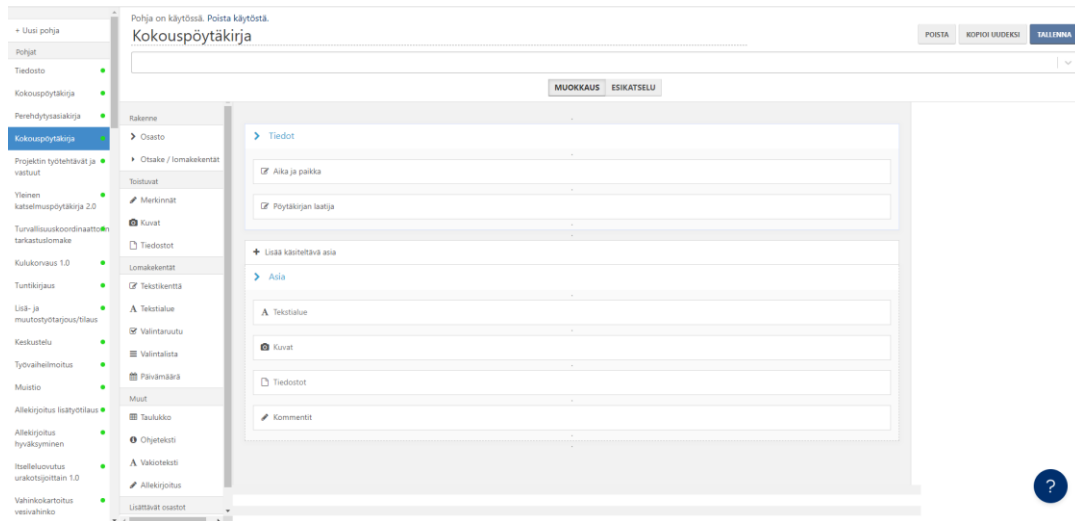 + Uusi pohja
Pohjat
Tiedosto
Kokouspöytäkirja
Perehdytysasiakirja
Kokouspöytäkirja
Projektin työtehtävät ja
vastuut
Yleinen
katselmuspöytäkirja 2.0
Turvallisuuskoordinaattorin
tarkastuslomake
Kulukorvaus 1.0
Tuntikirjaus
Lisä- ja
muutostyötarjous/tilaus
Keskustelu
Työvaiheilmoitus
Muistio
Allekirjoitus lisätyötilaus
Allekirjoitus
hyväksyminen
Itselleluovutus
urakotsijoittain 1.0
Vahinkokartoitus
vesivahinko
Pohja on käytössä. Poista käytöstä.
Kokouspöytäkirja
POISTA KOPIOI UUDEKSI TALLENNA
MUOKKAUS ESIKATSELU
Rakenne
Osasto
Otsake / lomakekentät
Toistuvat
Merkinnät
Kuvat
Tiedostot
Lomakekentät
Tekstikenttä
Tekstialue
Valintaruutu
Valintalista
Päivämäärä
Muut
Taulukko
Ohjeteksti
Vakioteksti
Allekirjoitus
Lisättävät osastot
Tiedot
Aika ja paikka
Pöytäkirjan laatija
+ Lisää käsiteltävä asia
Asia
Tekstialue
Kuvat
Tiedostot
Kommentit
?